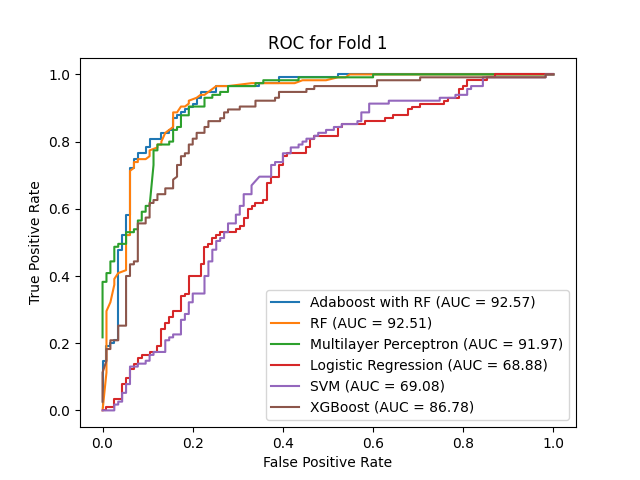 ROC for Fold 1
True Positive Rate
1.0
0.8
0.6
0.4
0.2
0.0
Adaboost with RF (AUC = 92.57)
RF (AUC = 92.51)
Multilayer Perceptron (AUC = 91.97)
Logistic Regression (AUC = 68.88)
SVM (AUC = 69.08)
XGBoost (AUC = 86.78)
0.0 0.2 0.4 0.6 0.8 1.0
False Positive Rate